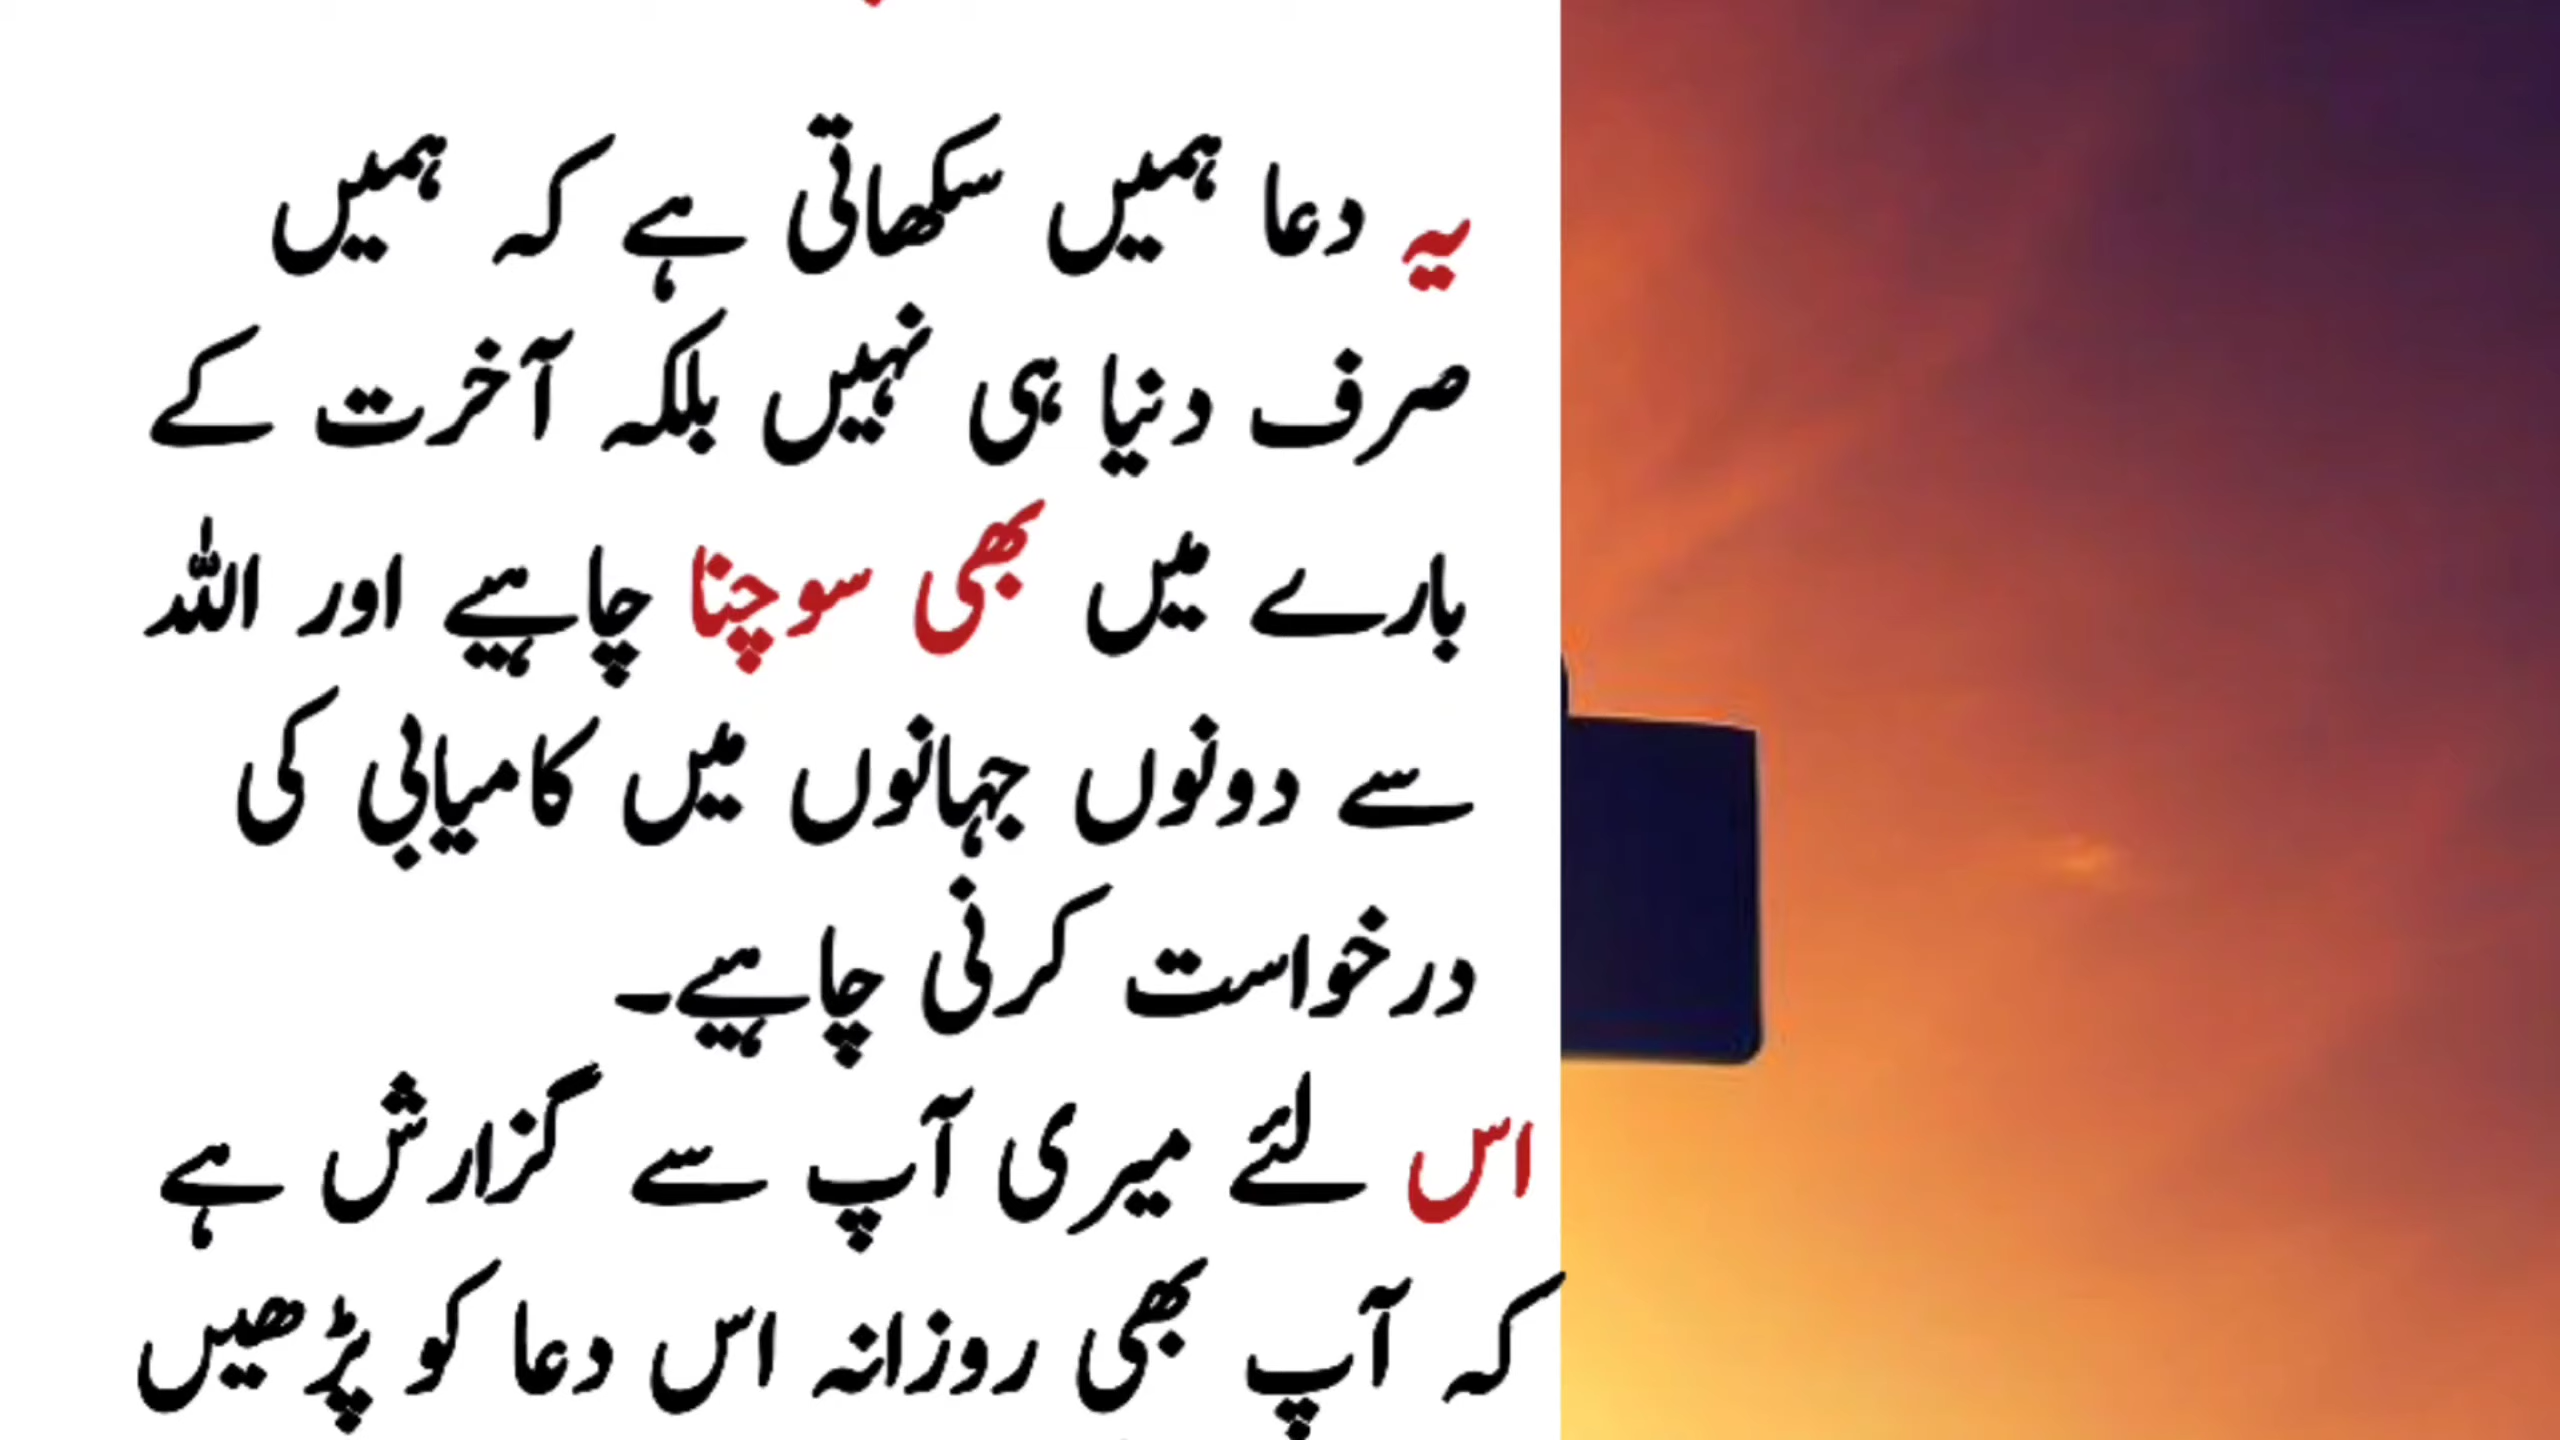 یہ دعا ہمیں سکھاتی ہے کہ ہمیں
صرف دنیا ہی نہیں بلکہ آخرت کے
بارے میں بھی سوچنا چاہیے اور اللہ
سے دونوں جہانوں میں کامیابی کی
درخواست کرنی چاہیے۔
اس لئے میری آپ سے گزارش ہے
کہ آپ بھی روزانہ اس دعا کو پڑھیں